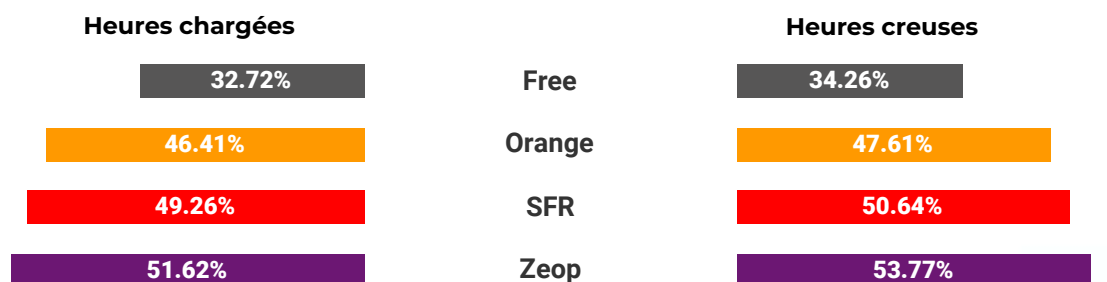 Heures chargées Heures creuses
32.72% Free 34.26%
46.41% Orange 47.61%
49.26% SFR 50.64%
51.62% Zeop 53.77%